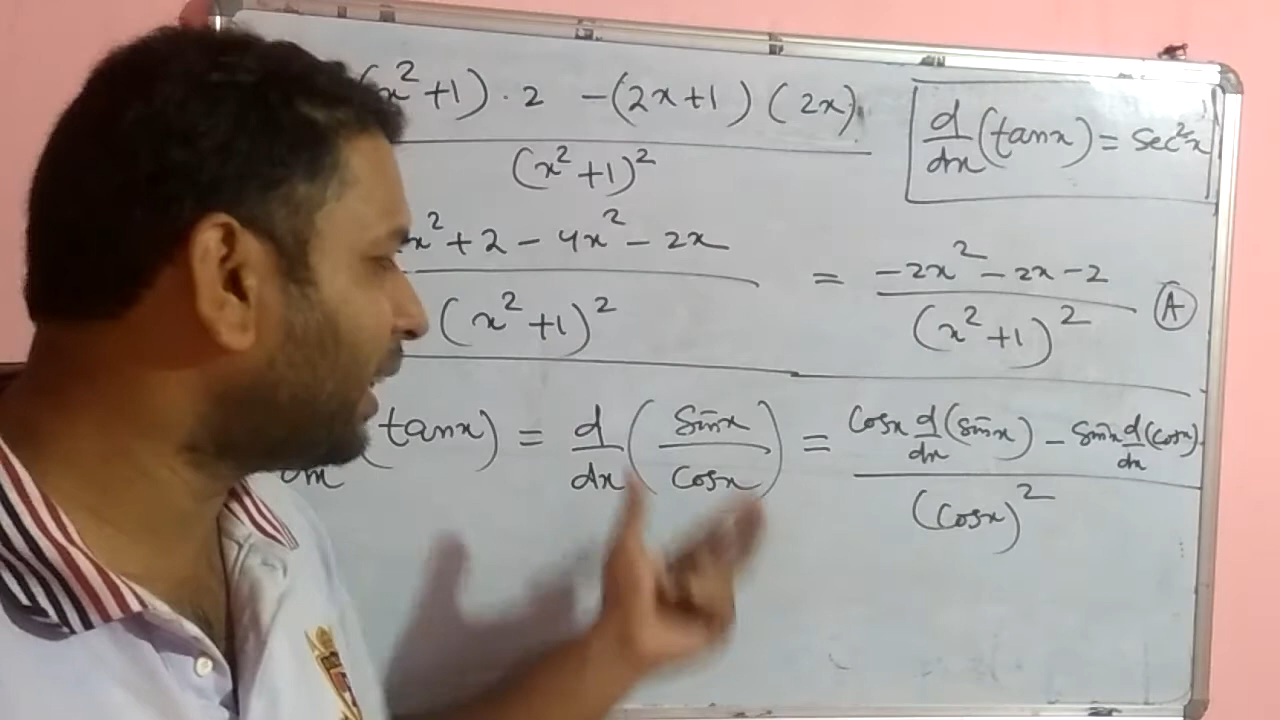 (x²+1) · 2 - (2x+1) (2x)
(x²+1)²
d/dx (tanx) = sec²x
x² + 2 - 4x² - 2x
(x²+1)²
= -2x² - 2x - 2
(x²+1)²
A
dx (tanx) = d/dx (sinx/cosx) = cosx d/dx (sinx) - sinx d/dx (cosx)
(cosx)²